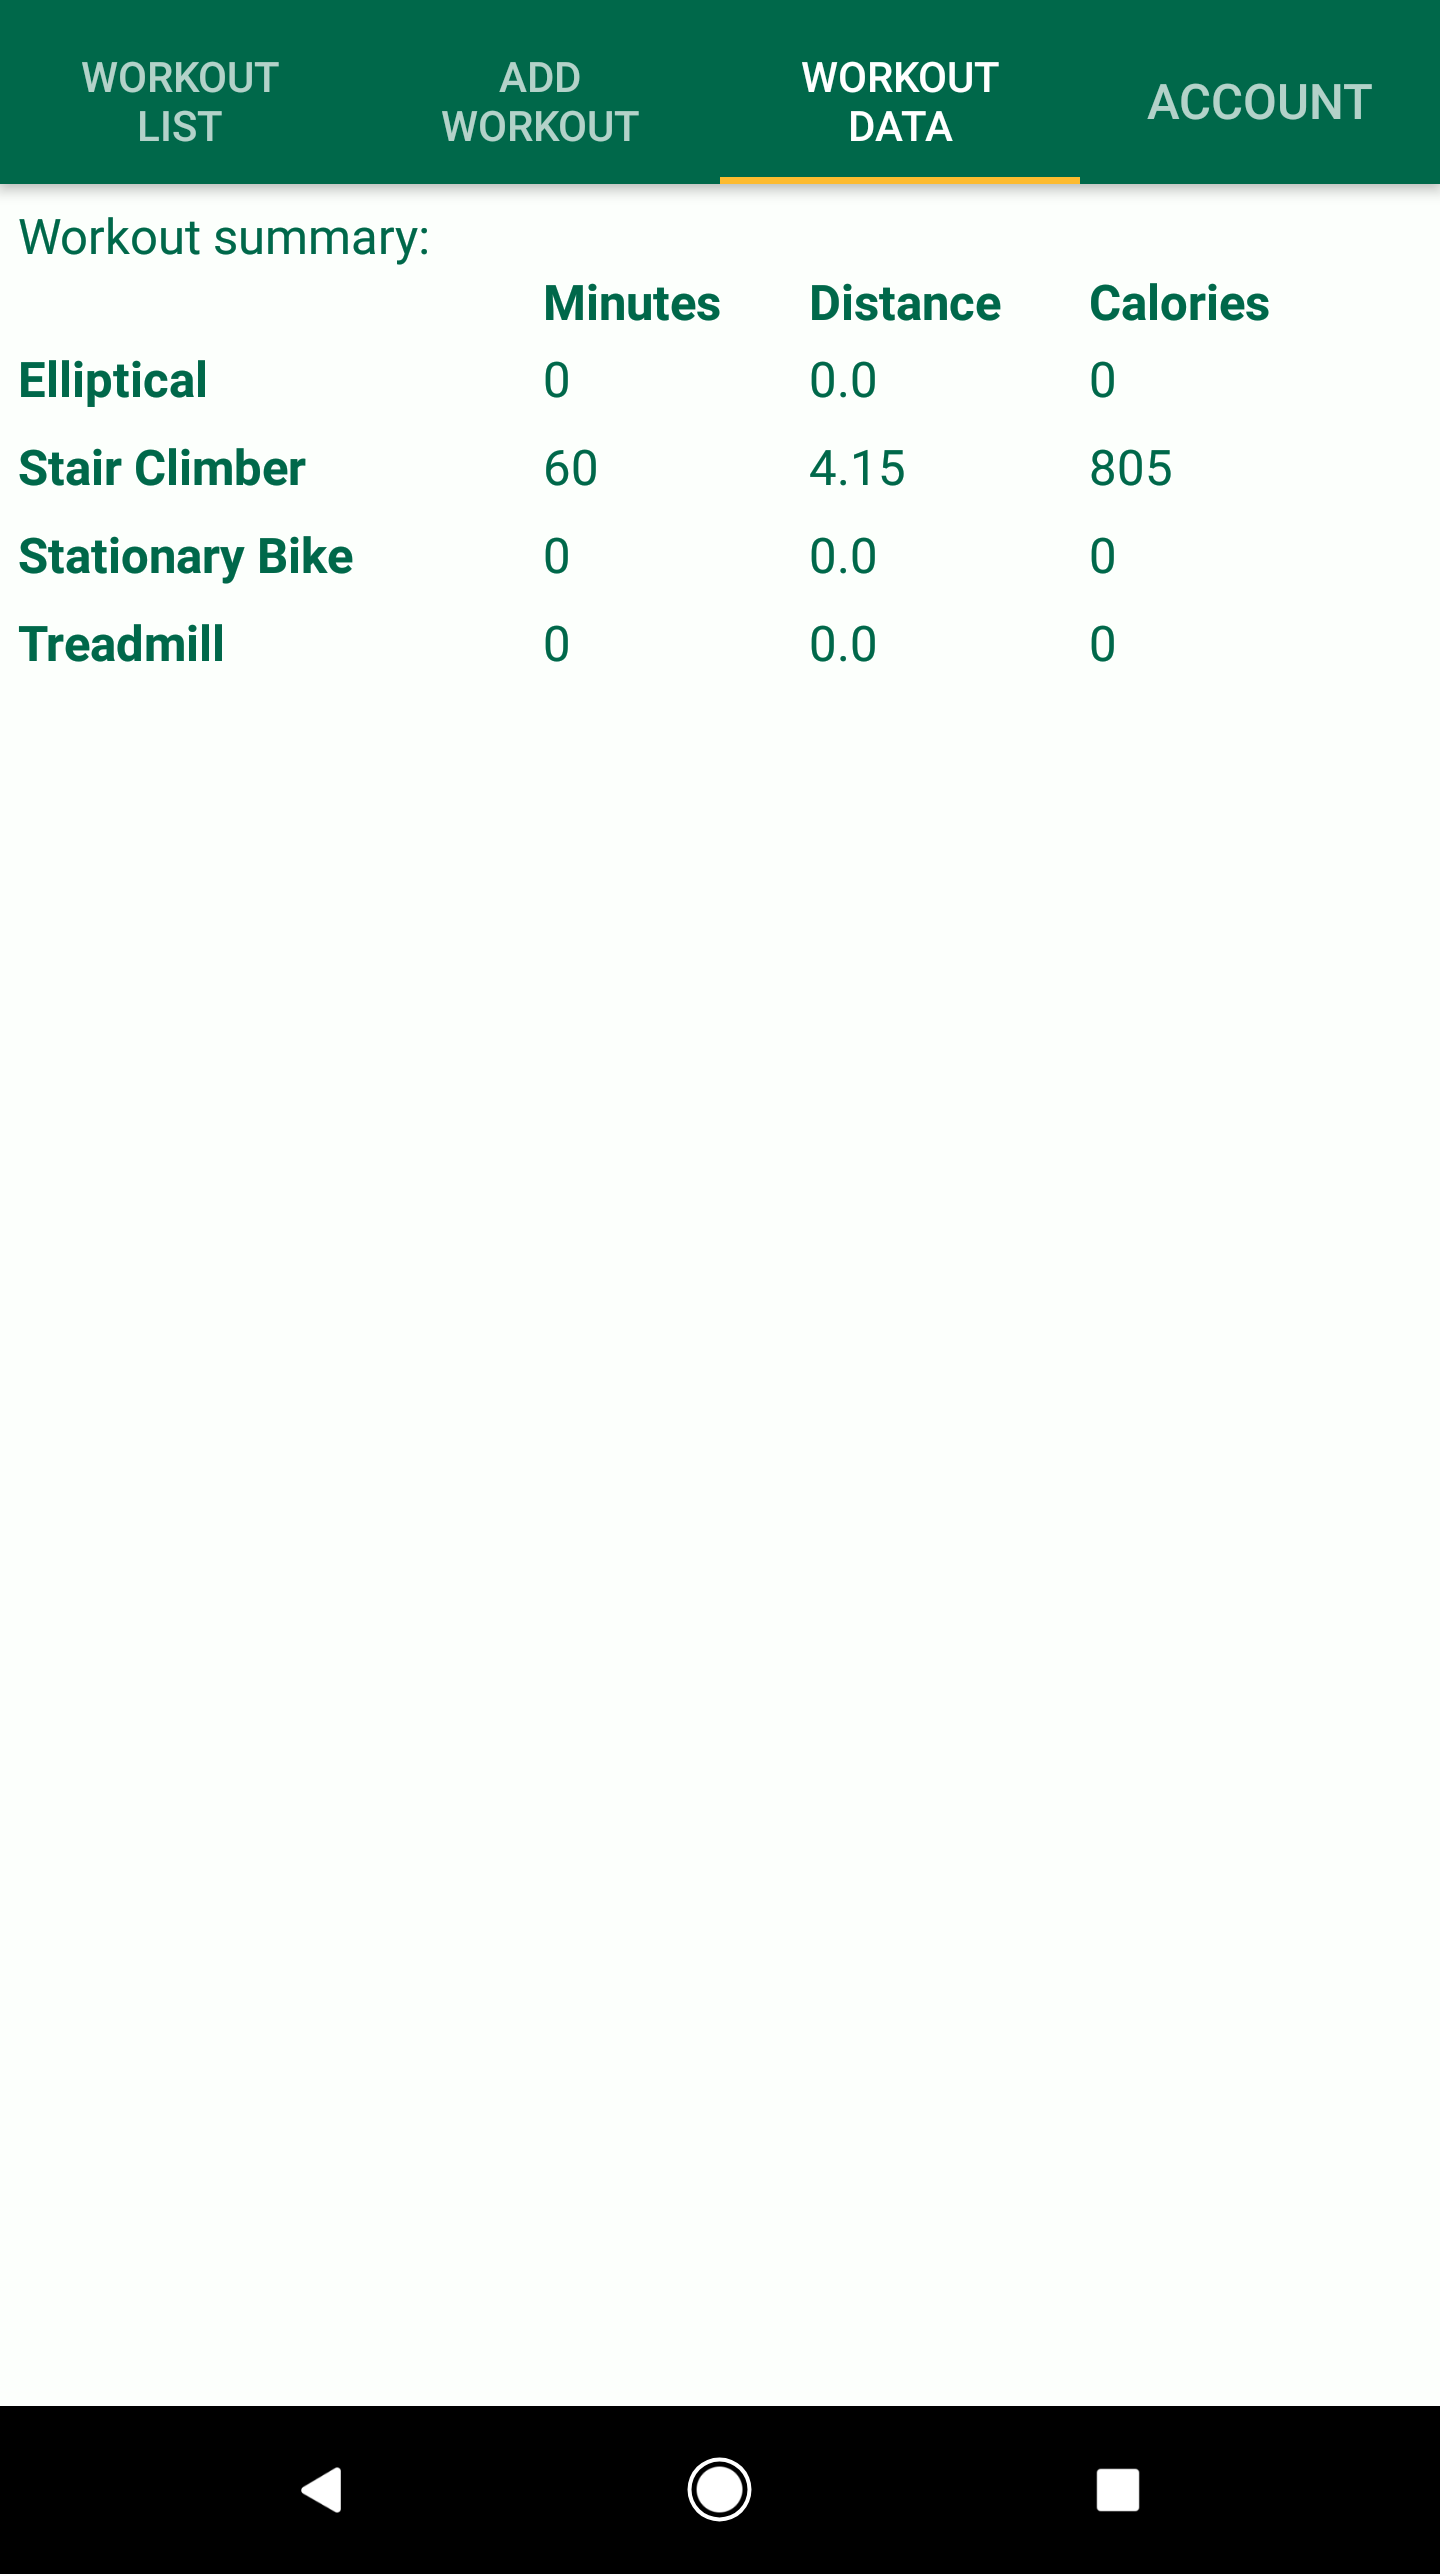 WORKOUT LIST
ADD WORKOUT
WORKOUT DATA
ACCOUNT
Workout summary:
Minutes Distance Calories
Elliptical 0 0.0 0
Stair Climber 60 4.15 805
Stationary Bike 0 0.0 0
Treadmill 0 0.0 0